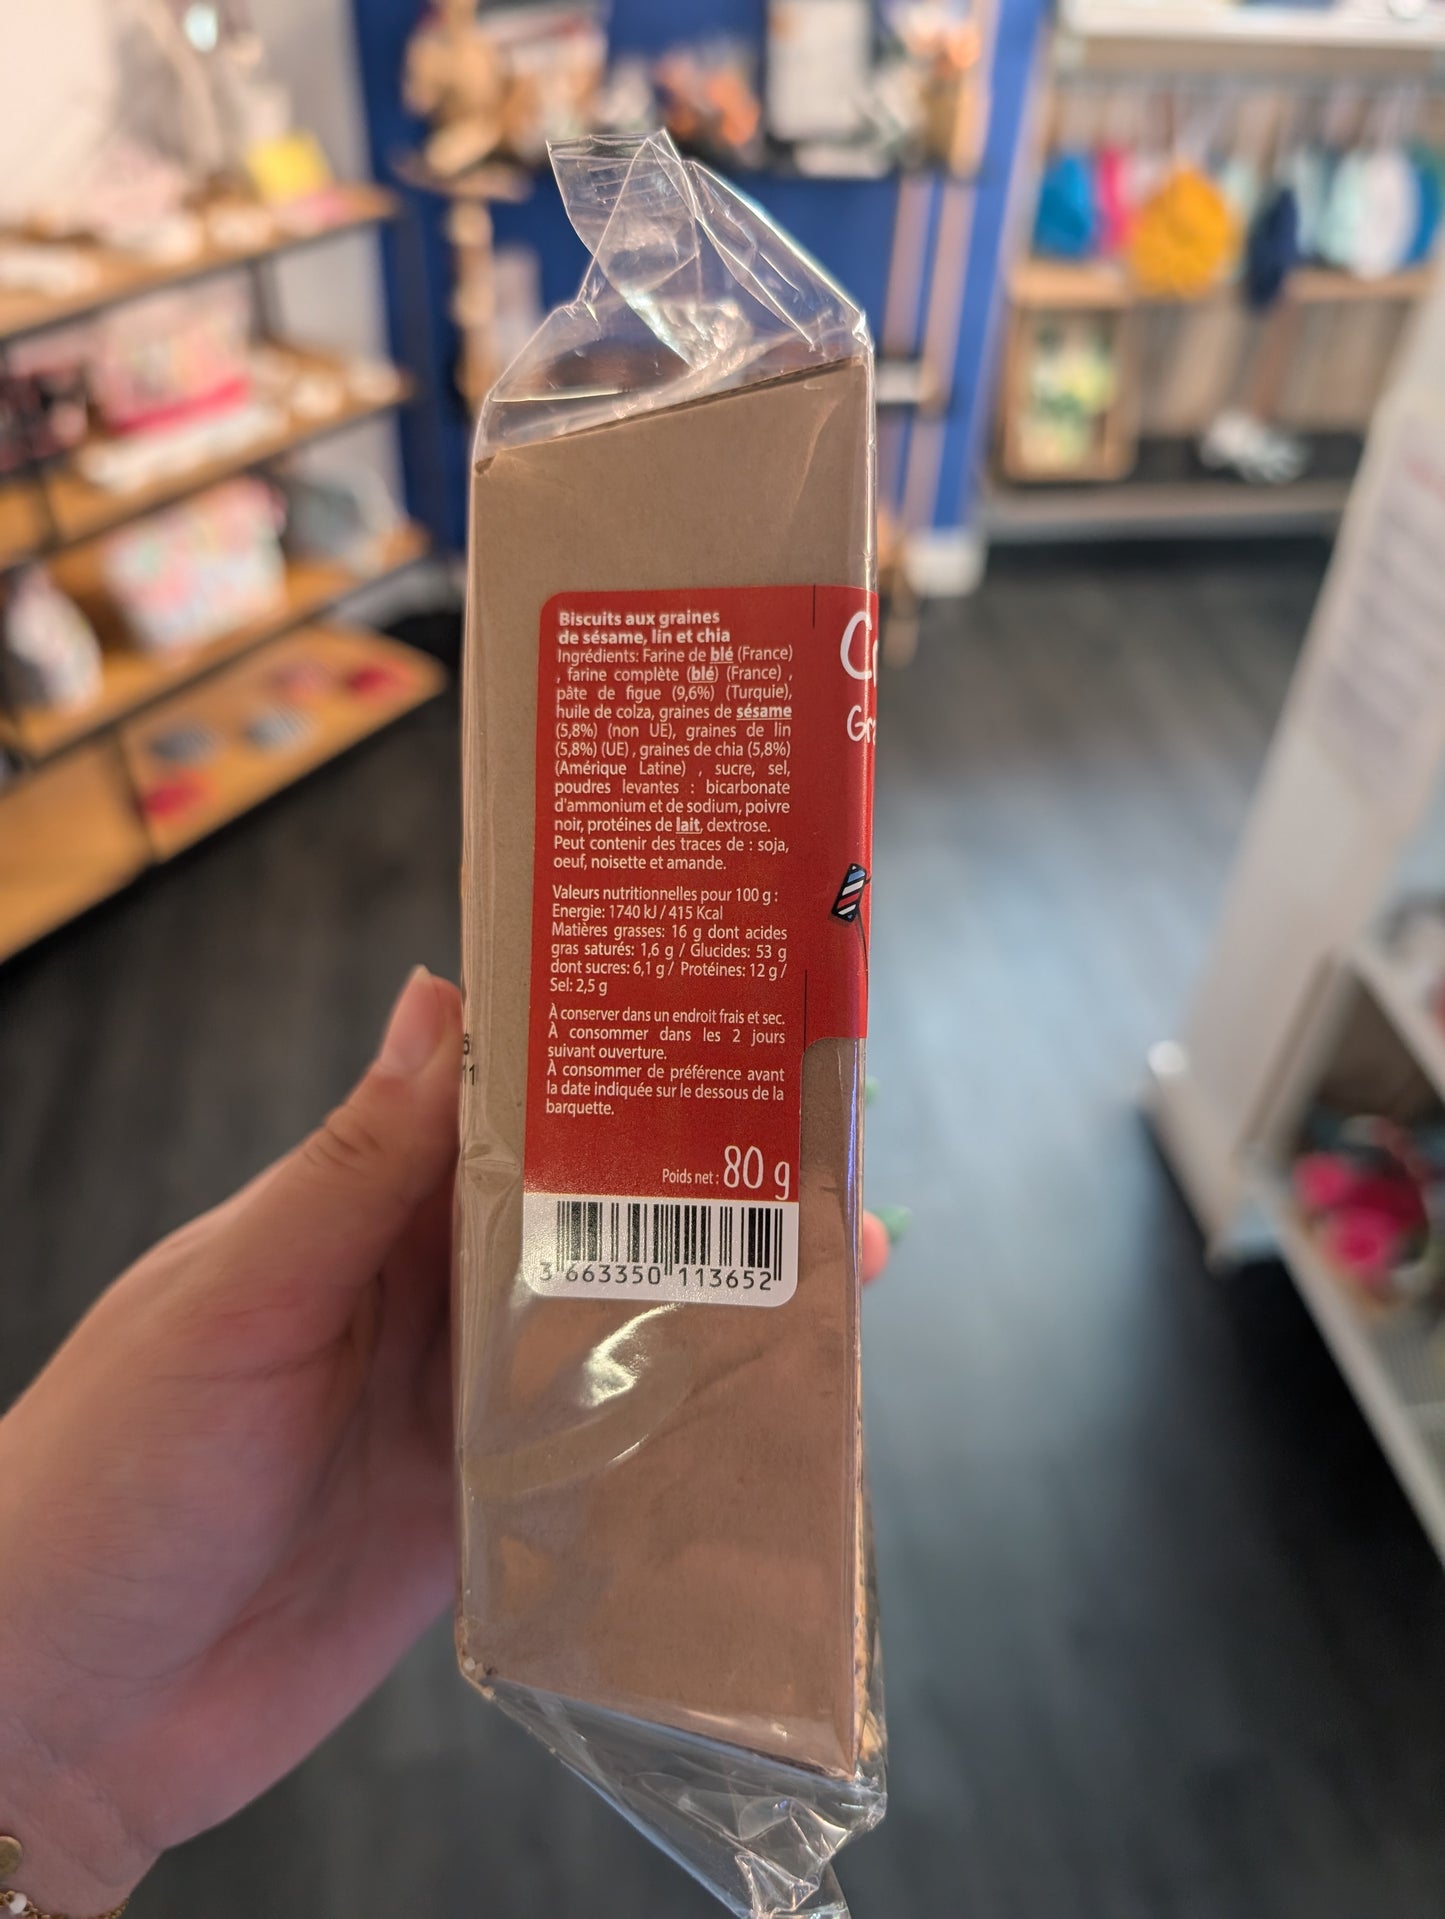 Biscuits aux graines
de sésame, lin et chia
Ingrédients: Farine de blé (France)
, farine complète (blé) (France) ,
pâte de figue (9,6%) (Turquie),
huile de colza, graines de sésame
(5,8%) (non UE), graines de lin
(5,8%) (UE) , graines de chia (5,8%)
(Amérique Latine) , sucre, sel,
poudres levantes : bicarbonate
d'ammonium et de sodium, poivre
noir, protéines de lait, dextrose.
Peut contenir des traces de : soja,
oeuf, noisette et amande.
Valeurs nutritionnelles pour 100 g :
Energie: 1740 kJ / 415 Kcal
Matières grasses: 16 g dont acides
gras saturés: 1,6 g / Glucides: 53 g
dont sucres: 6,1 g / Protéines: 12 g /
Sel: 2,5 g
À conserver dans un endroit frais et sec.
À consommer dans les 2 jours
suivant ouverture.
À consommer de préférence avant
la date indiquée sur le dessous de la
barquette.
Poids net : 80 g
3 663350 113652